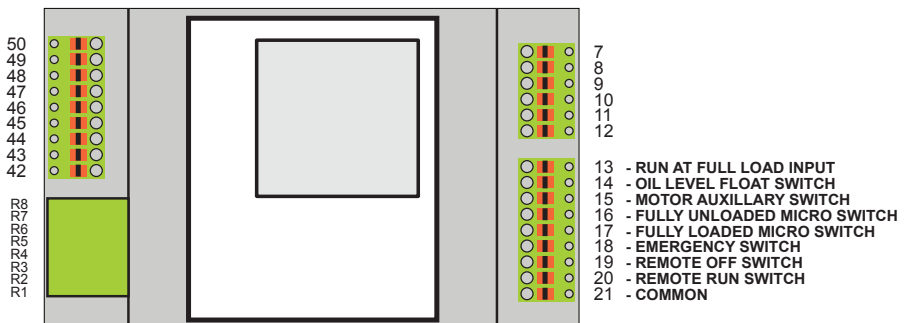 50
49
48
47
46
45
44
43
42
R8
R7
R6
R5
R4
R3
R2
R1
7
8
9
10
11
12
13 - RUN AT FULL LOAD INPUT
14 - OIL LEVEL FLOAT SWITCH
15 - MOTOR AUXILLARY SWITCH
16 - FULLY UNLOADED MICRO SWITCH
17 - FULLY LOADED MICRO SWITCH
18 - EMERGENCY SWITCH
19 - REMOTE OFF SWITCH
20 - REMOTE RUN SWITCH
21 - COMMON